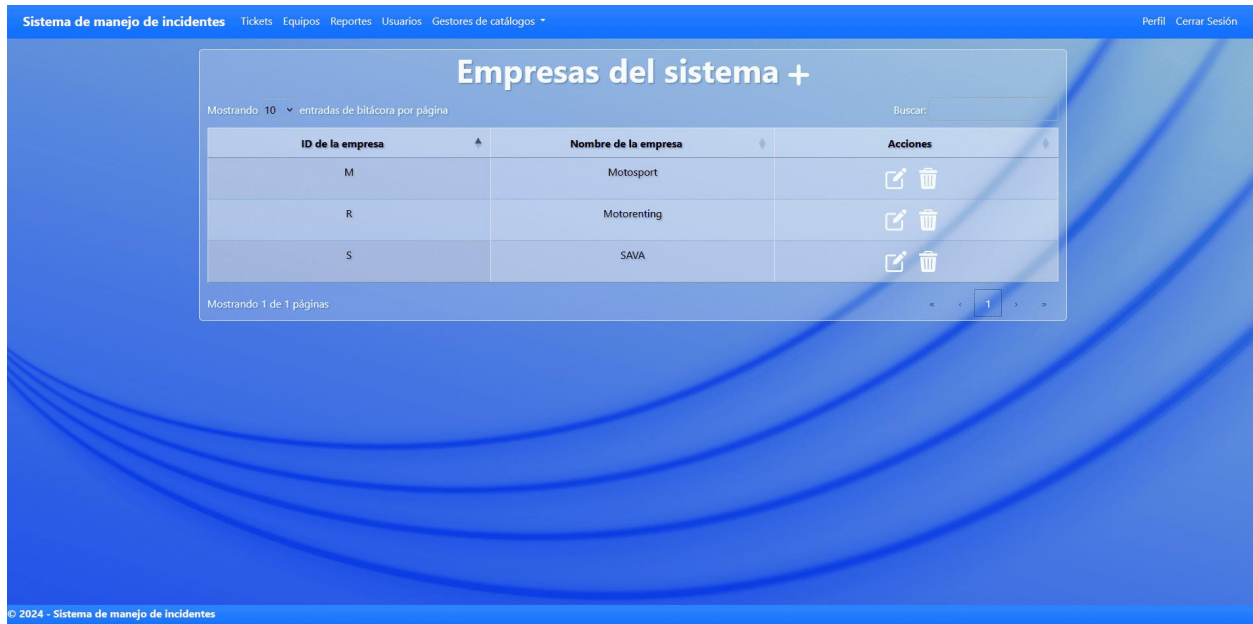 Sistema de manejo de incidentes Tickets Equipos Reportes Usuarios Gestores de catálogos Perfil Cerrar Sesión
Empresas del sistema +
Mostrando 10 entradas de bitácora por página Buscar:
ID de la empresa Nombre de la empresa Acciones
M Motosport
R Motorenting
S SAVA
Mostrando 1 de 1 páginas « ‹ 1 › »
© 2024 - Sistema de manejo de incidentes